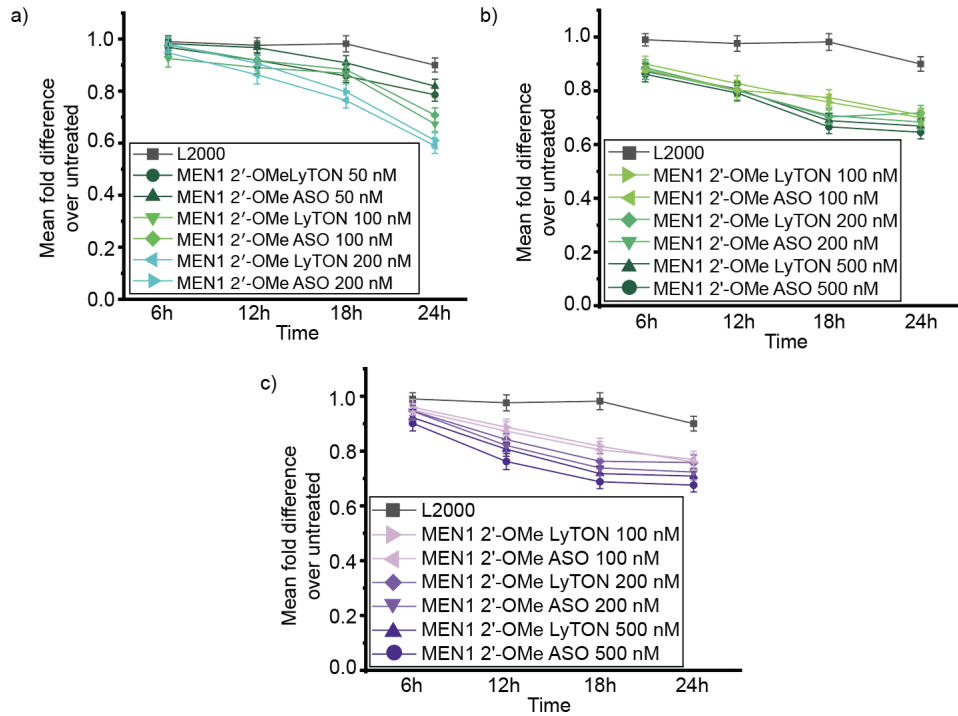 a)
Mean fold difference
over untreated
1.0
0.8
0.6
0.4
0.2
0.0
L2000
MEN1 2′-OMeLyTON 50 nM
MEN1 2′-OMe ASO 50 nM
MEN1 2′-OMe LyTON 100 nM
MEN1 2′-OMe ASO 100 nM
MEN1 2′-OMe LyTON 200 nM
MEN1 2′-OMe ASO 200 nM
6h 12h 18h 24h
Time
b)
Mean fold difference
over untreated
1.0
0.8
0.6
0.4
0.2
0.0
L2000
MEN1 2'-OMe LyTON 100 nM
MEN1 2'-OMe ASO 100 nM
MEN1 2'-OMe LyTON 200 nM
MEN1 2'-OMe ASO 200 nM
MEN1 2'-OMe LyTON 500 nM
MEN1 2'-OMe ASO 500 nM
6h 12h 18h 24h
Time
c)
Mean fold difference
over untreated
1.0
0.8
0.6
0.4
0.2
0.0
L2000
MEN1 2'-OMe LyTON 100 nM
MEN1 2'-OMe ASO 100 nM
MEN1 2'-OMe LyTON 200 nM
MEN1 2'-OMe ASO 200 nM
MEN1 2'-OMe LyTON 500 nM
MEN1 2'-OMe ASO 500 nM
6h 12h 18h 24h
Time